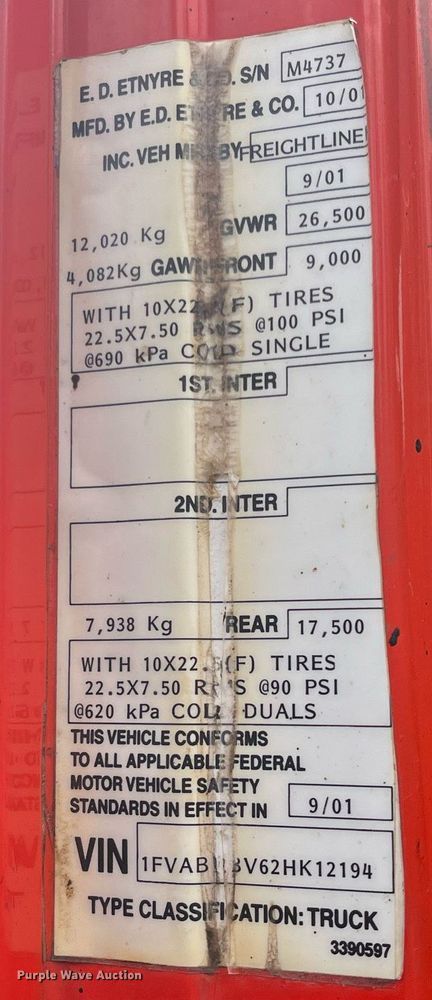 E. D. ETNYRE & CO. S/N M4737
MFD. BY E.D. ETNYRE & CO. 10/01
INC. VEH MFD BY FREIGHTLINE
9/01
12,020 Kg GVWR 26,500
4,082Kg GAWR FRONT 9,000
WITH 10X22.5(F) TIRES
22.5X7.50 RIMS @100 PSI
@690 kPa COLD SINGLE
1ST. INTER
2ND. INTER
7,938 Kg REAR 17,500
WITH 10X22.5(F) TIRES
22.5X7.50 RIMS @90 PSI
@620 kPa COLD DUALS
THIS VEHICLE CONFORMS
TO ALL APPLICABLE FEDERAL
MOTOR VEHICLE SAFETY
STANDARDS IN EFFECT IN 9/01
VIN
TYPE CLASSIFICATION: TRUCK
3390597
Purple Wave Auction